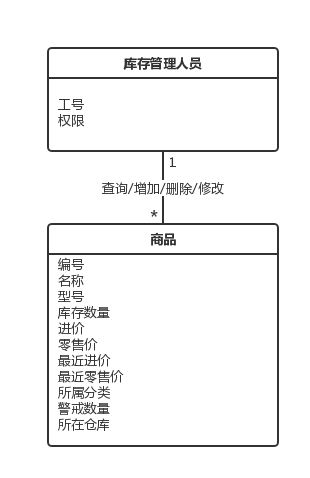 库存管理人员
工号
权限
1
查询/增加/删除/修改
*
商品
编号
名称
型号
库存数量
进价
零售价
最近进价
最近零售价
所属分类
警戒数量
所在仓库